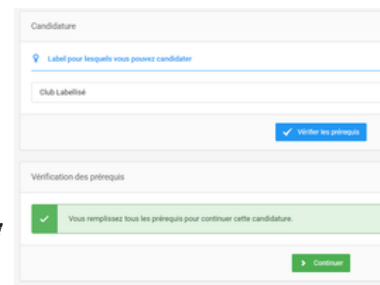 Candidature
Label pour lesquels vous pouvez candidater
Club Labellisé
Vérifier les prérequis
Vérification des prérequis
Vous remplissez tous les prérequis pour continuer cette candidature.
Continuer